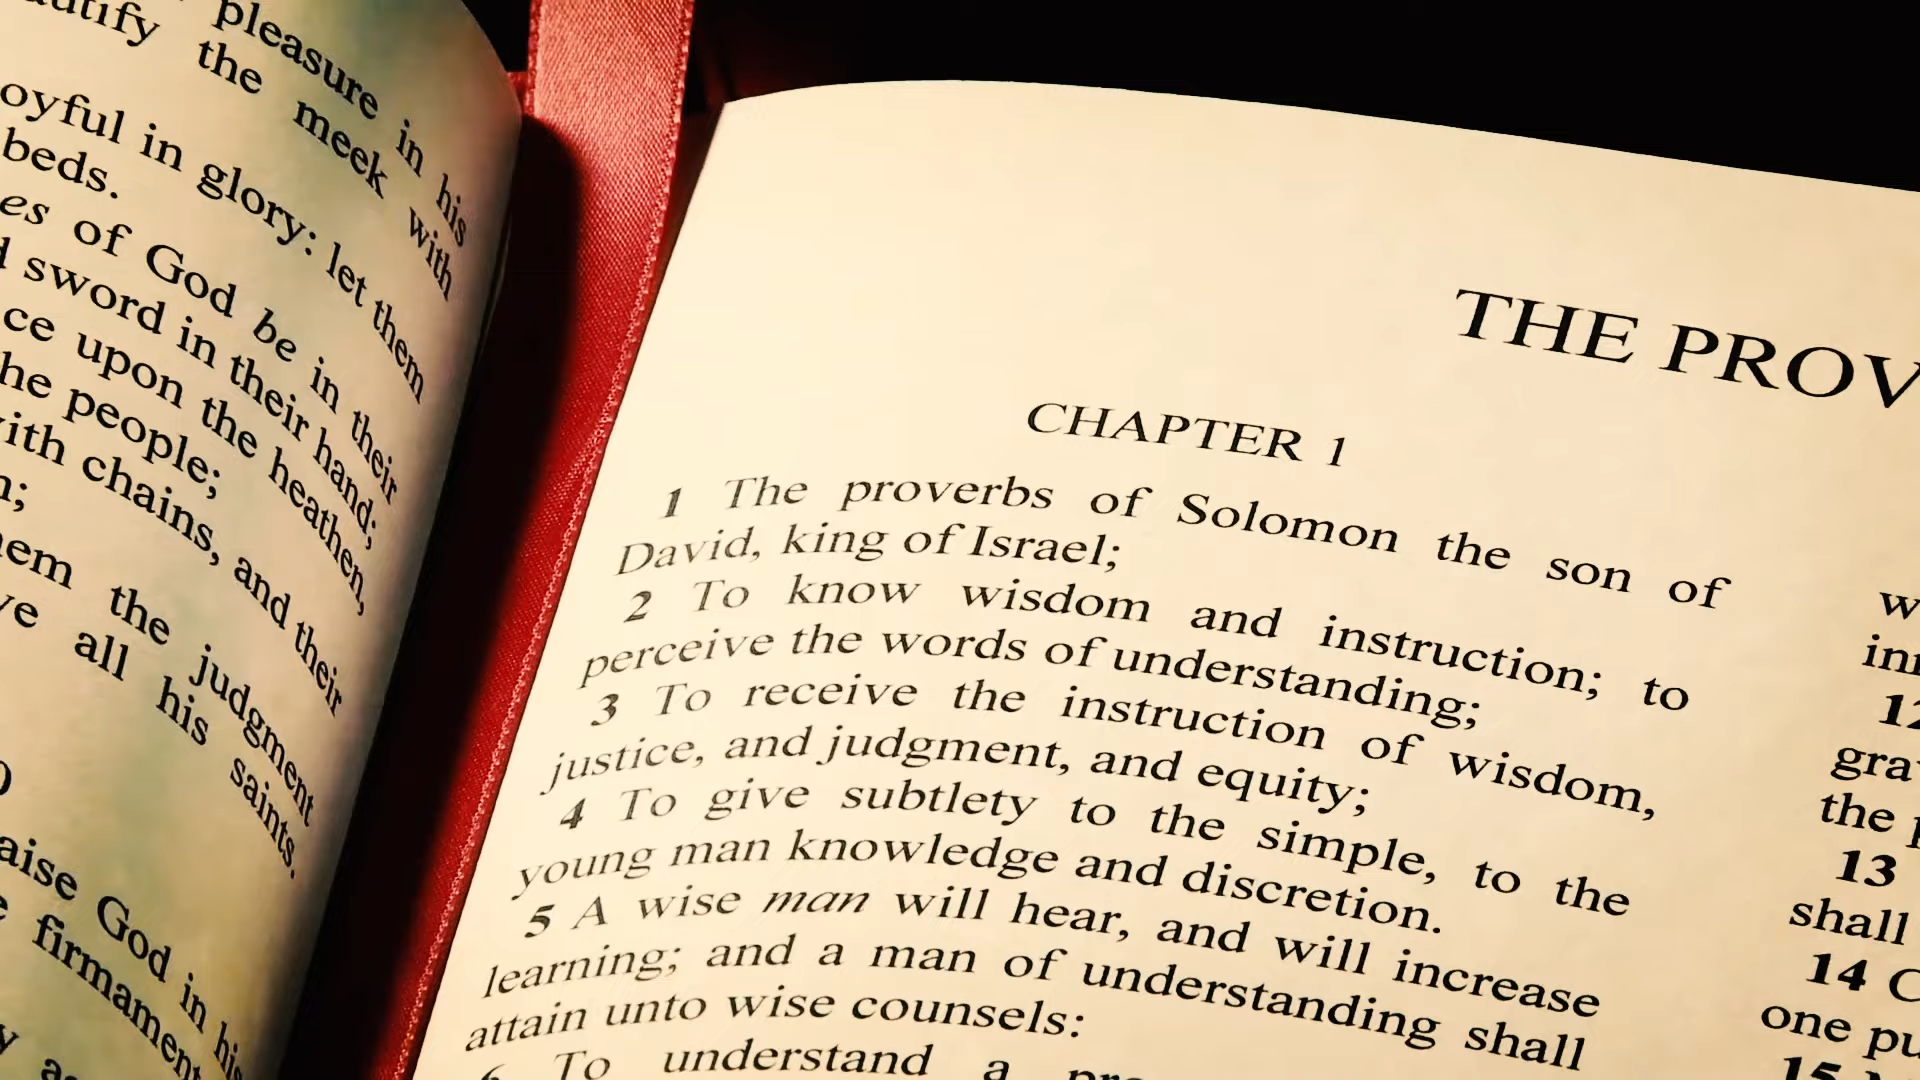 pleasure in his
the meek with
oyful in glory: let them
beds.
es of God be in their
sword in their hand;
ce upon the heathen,
he people;
ith chains, and their
n;
em the judgment
ve all his saints.
aise God in his
firmament
THE PROV
CHAPTER 1
1 The proverbs of Solomon the son of
David, king of Israel;
2 To know wisdom and instruction; to
perceive the words of understanding;
3 To receive the instruction of wisdom,
justice, and judgment, and equity;
4 To give subtlety to the simple, to the
young man knowledge and discretion.
5 A wise man will hear, and will increase
learning; and a man of understanding shall
attain unto wise counsels:
6 To understand a
w
inn
12
gra
the
13
shall
14 C
one pu
15